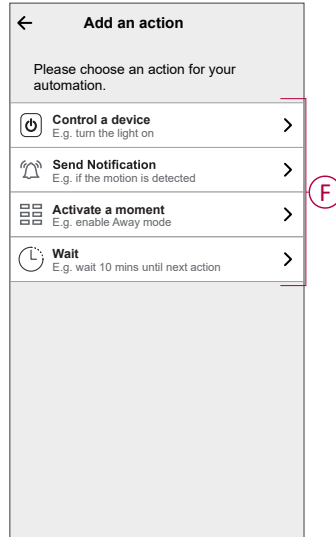 Add an action
Please choose an action for your
automation.
Control a device
E.g. turn the light on
Send Notification
E.g. if the motion is detected
F
Activate a moment
E.g. enable Away mode
Wait
E.g. wait 10 mins until next action